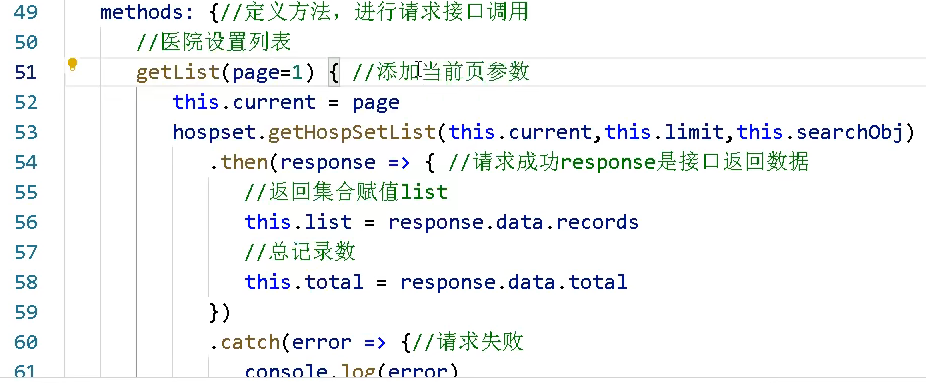 49 methods: {//定义方法，进行请求接口调用
50 //医院设置列表
51 getList(page=1) { //添加当前页参数
52 this.current = page
53 hospset.getHospSetList(this.current,this.limit,this.searchObj)
54 .then(response => { //请求成功response是接口返回数据
55 //返回集合赋值list
56 this.list = response.data.records
57 //总记录数
58 this.total = response.data.total
59 })
60 .catch(error => {//请求失败
61 console.log(error)